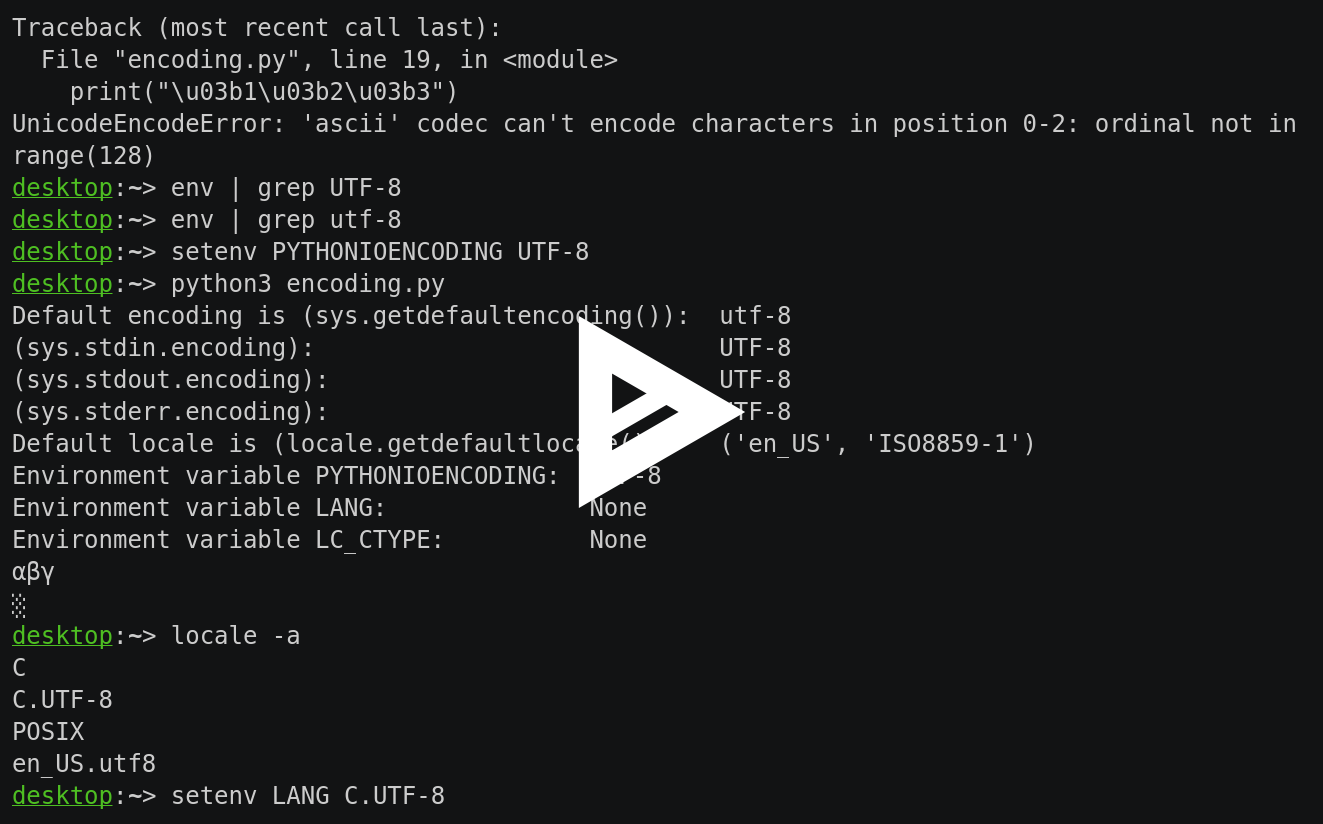 Traceback (most recent call last):
  File "encoding.py", line 19, in <module>
    print("\u03b1\u03b2\u03b3")
UnicodeEncodeError: 'ascii' codec can't encode characters in position 0-2: ordinal not in
range(128)
desktop:~> env | grep UTF-8
desktop:~> env | grep utf-8
desktop:~> setenv PYTHONIOENCODING UTF-8
desktop:~> python3 encoding.py
Default encoding is (sys.getdefaultencoding()):  utf-8
(sys.stdin.encoding):                            UTF-8
(sys.stdout.encoding):                           UTF-8
(sys.stderr.encoding):                           UTF-8
Default locale is (locale.getdefaultlocale()     ('en_US', 'ISO8859-1')
Environment variable PYTHONIOENCODING:  UTF-8
Environment variable LANG:              None
Environment variable LC_CTYPE:          None
αβγ
░
desktop:~> locale -a
C
C.UTF-8
POSIX
en_US.utf8
desktop:~> setenv LANG C.UTF-8